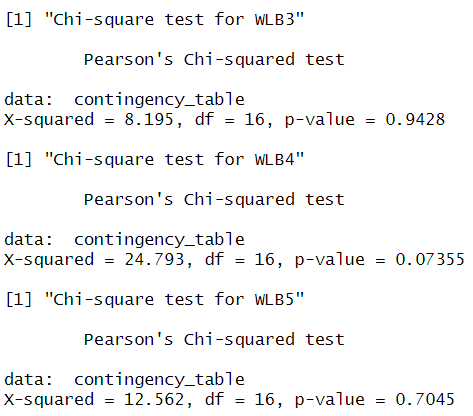 [1] "Chi-square test for WLB3"
Pearson's Chi-squared test
data:  contingency_table
X-squared = 8.195, df = 16, p-value = 0.9428
[1] "Chi-square test for WLB4"
Pearson's Chi-squared test
data:  contingency_table
X-squared = 24.793, df = 16, p-value = 0.07355
[1] "Chi-square test for WLB5"
Pearson's Chi-squared test
data:  contingency_table
X-squared = 12.562, df = 16, p-value = 0.7045